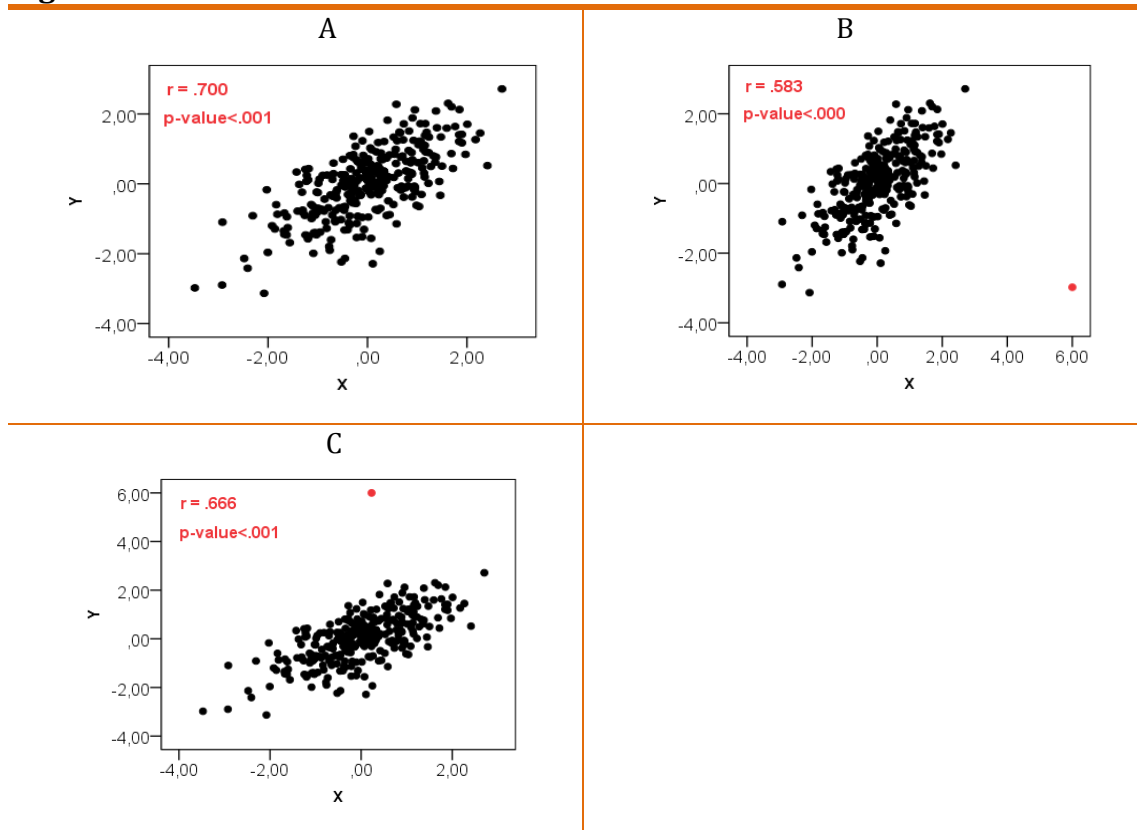 A
r = .700
p-value<.001
2,00
,00
-2,00
-4,00
Y
-4,00 -2,00 ,00 2,00
X
B
r = .583
p-value<.000
2,00
,00
-2,00
-4,00
Y
-4,00 -2,00 ,00 2,00 4,00 6,00
X
C
r = .666
p-value<.001
6,00
4,00
2,00
,00
-2,00
-4,00
Y
-4,00 -2,00 ,00 2,00
X